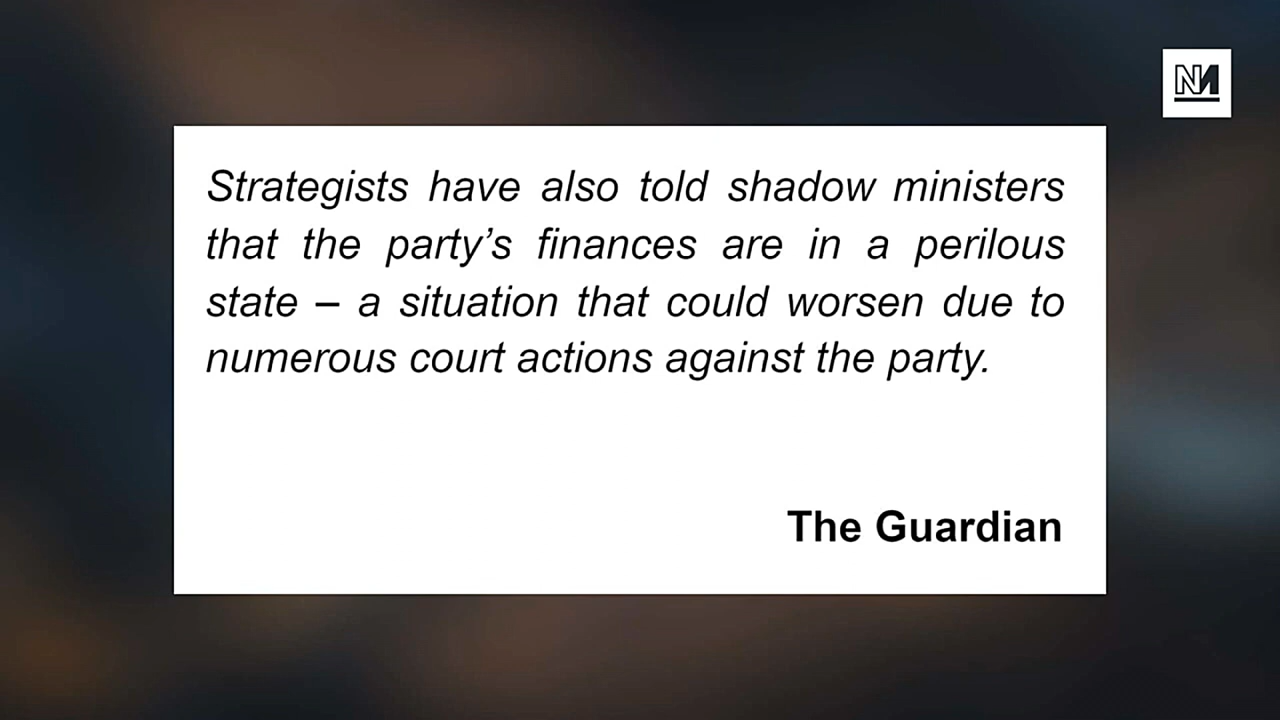 NM
Strategists have also told shadow ministers
that the party’s finances are in a perilous
state – a situation that could worsen due to
numerous court actions against the party.
The Guardian